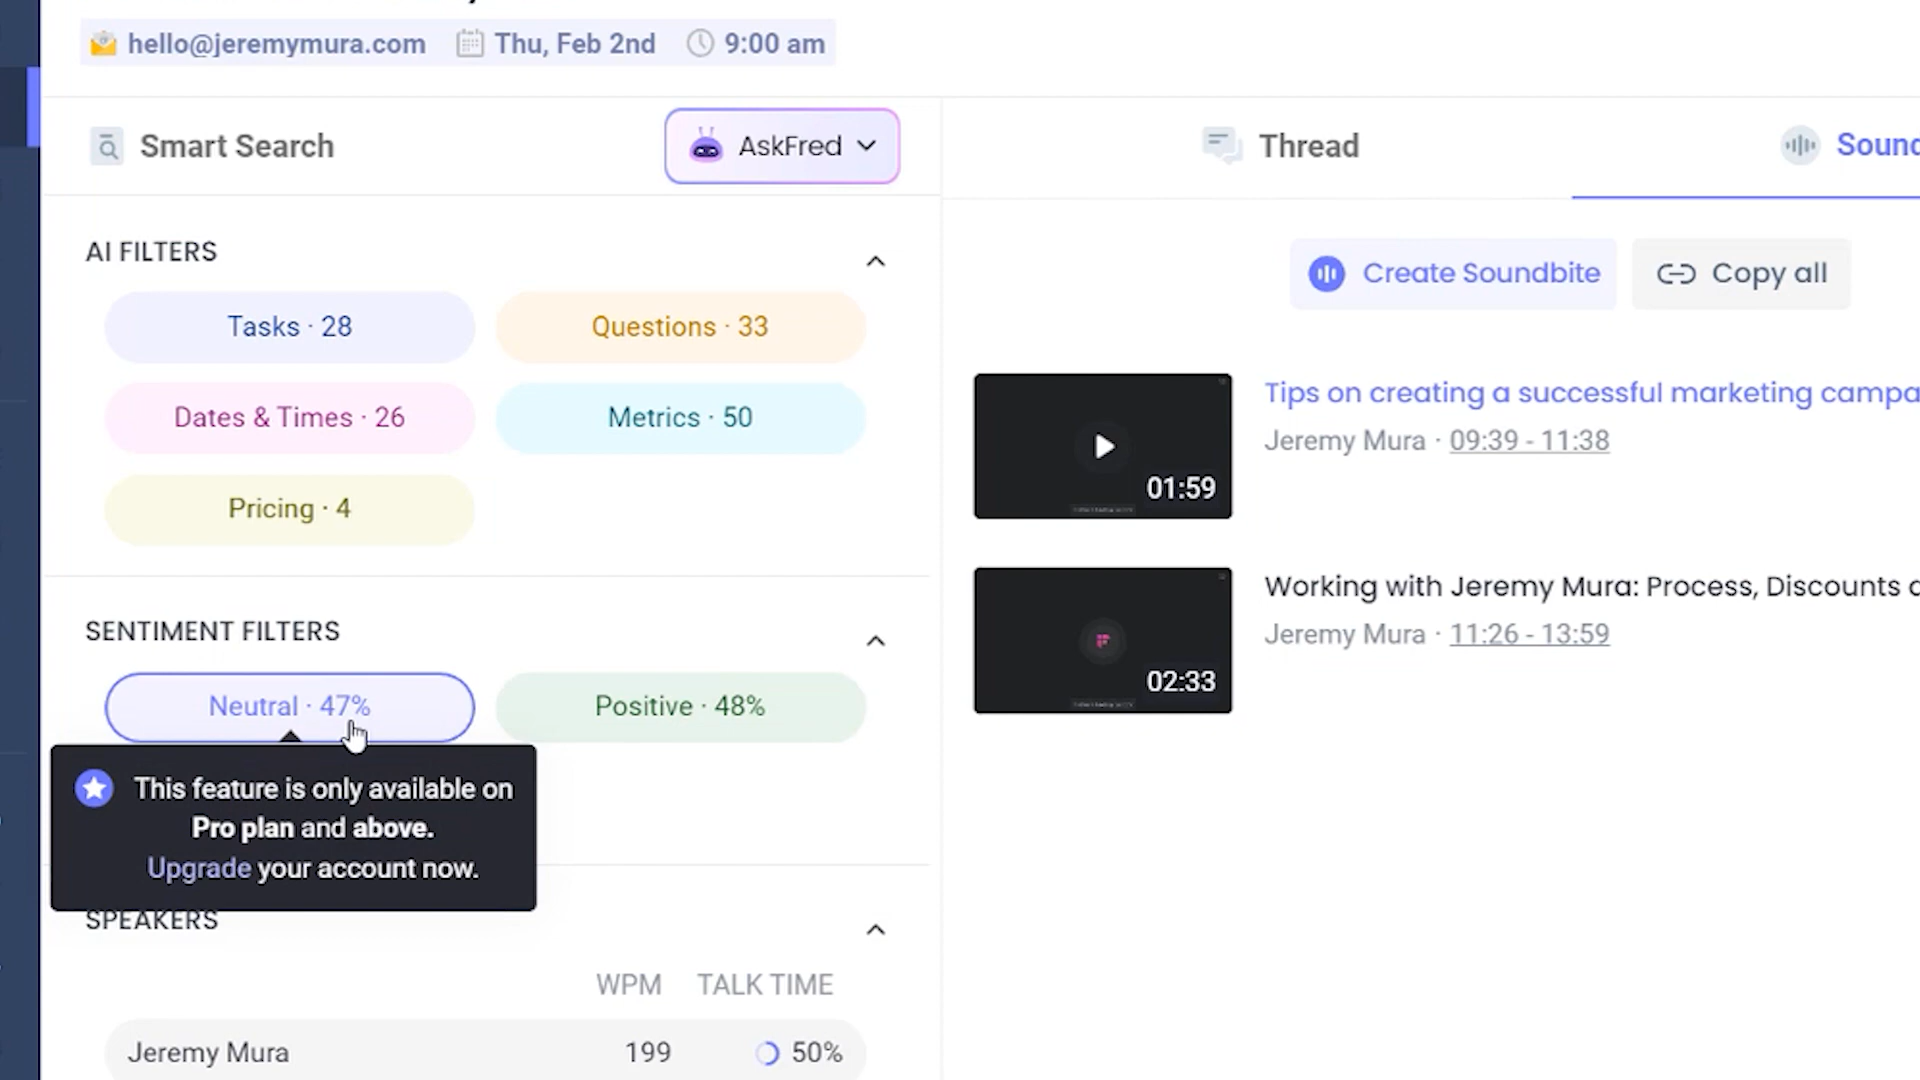 hello@jeremymura.com Thu, Feb 2nd 9:00 am
Smart Search
AskFred
AI FILTERS
Tasks · 28
Questions · 33
Dates & Times · 26
Metrics · 50
Pricing · 4
SENTIMENT FILTERS
Neutral · 47%
Positive · 48%
This feature is only available on
Pro plan and above.
Upgrade your account now.
SPEAKERS
WPM TALK TIME
Jeremy Mura 199 50%
Thread
Create Soundbite
Copy all
01:59
Tips on creating a successful marketing
Jeremy Mura · 09:39 - 11:38
02:33
Working with Jeremy Mura: Process, Discounts
Jeremy Mura · 11:26 - 13:59